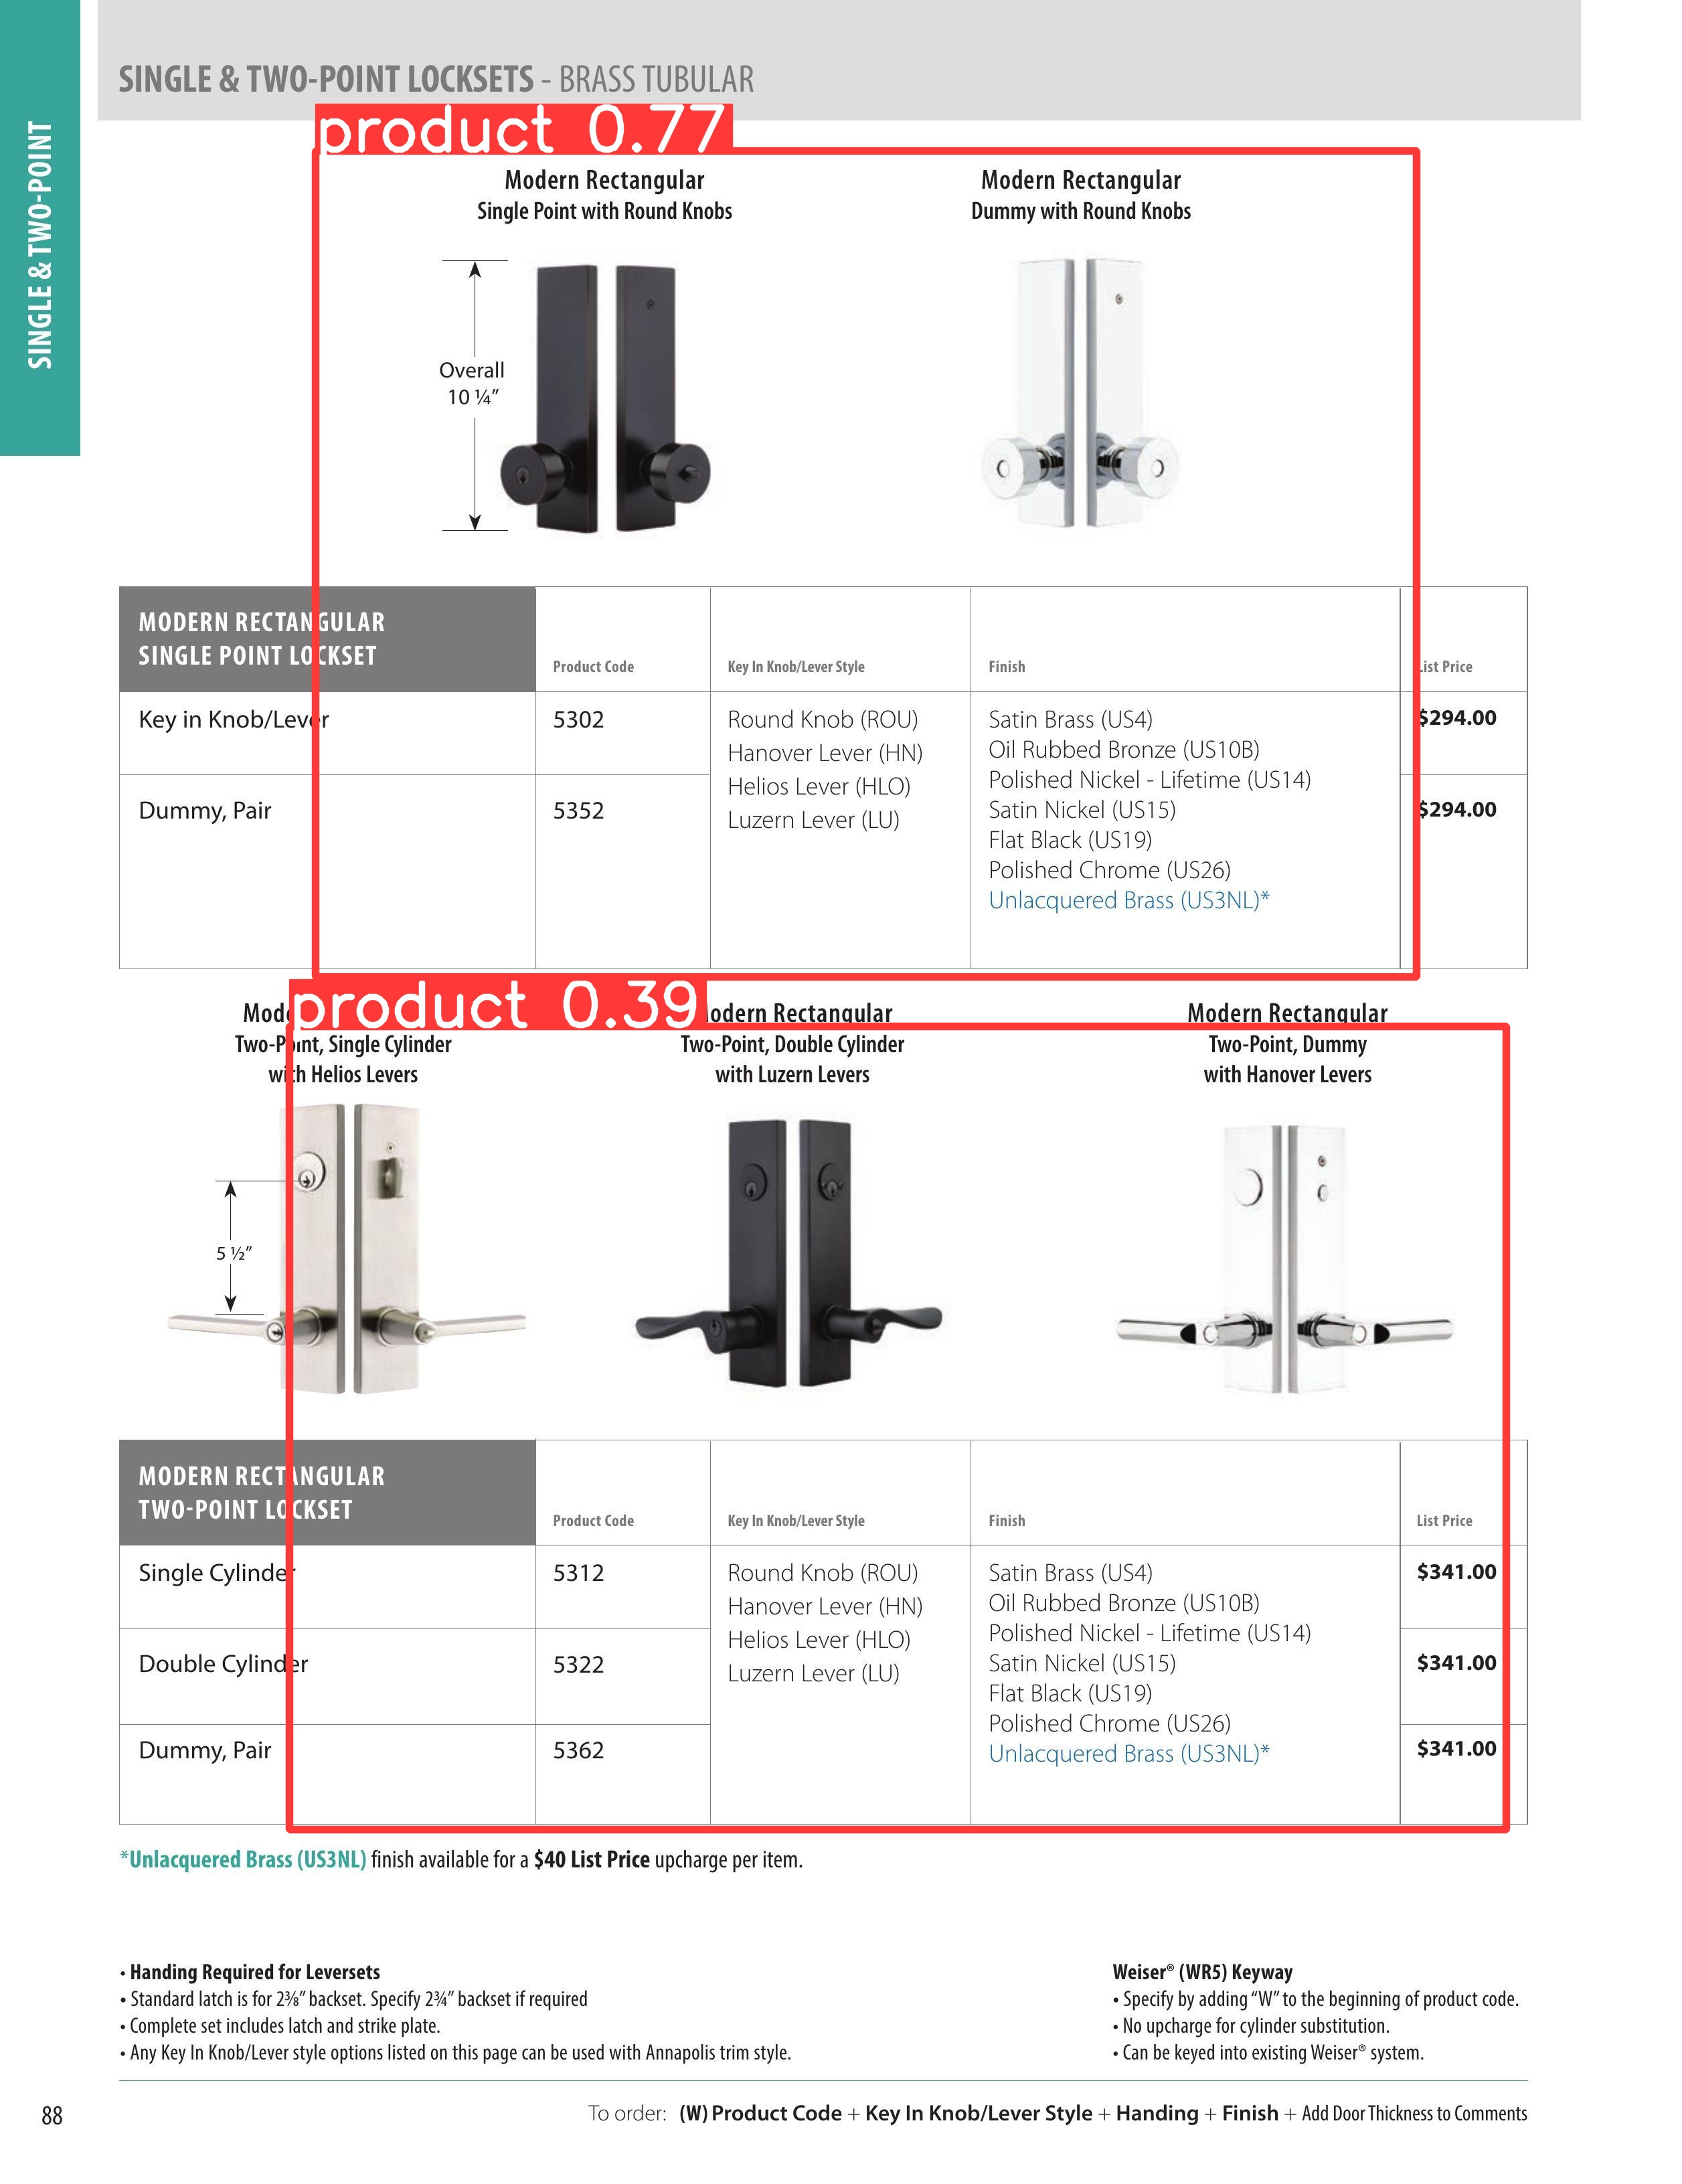 SINGLE & TWO-POINT LOCKSETS - BRASS TUBULAR
SINGLE & TWO-POINT
product 0.77
Modern Rectangular
Single Point with Round Knobs
Modern Rectangular
Dummy with Round Knobs
Overall
10 ¼"
MODERN RECTANGULAR
SINGLE POINT LOCKSET
Product Code
Key In Knob/Lever Style
Finish
List Price
Key in Knob/Lever
5302
Round Knob (ROU)
Hanover Lever (HN)
Helios Lever (HLO)
Luzern Lever (LU)
Satin Brass (US4)
Oil Rubbed Bronze (US10B)
Polished Nickel - Lifetime (US14)
Satin Nickel (US15)
Flat Black (US19)
Polished Chrome (US26)
Unlacquered Brass (US3NL)*
$294.00
Dummy, Pair
5352
$294.00
product 0.39
Two-Point, Single Cylinder
with Helios Levers
Modern Rectangular
Two-Point, Double Cylinder
with Luzern Levers
Modern Rectangular
Two-Point, Dummy
with Hanover Levers
5 ½"
MODERN RECTANGULAR
TWO-POINT LOCKSET
Product Code
Key In Knob/Lever Style
Finish
List Price
Single Cylinder
5312
Round Knob (ROU)
Hanover Lever (HN)
Helios Lever (HLO)
Luzern Lever (LU)
Satin Brass (US4)
Oil Rubbed Bronze (US10B)
Polished Nickel - Lifetime (US14)
Satin Nickel (US15)
Flat Black (US19)
Polished Chrome (US26)
Unlacquered Brass (US3NL)*
$341.00
Double Cylinder
5322
$341.00
Dummy, Pair
5362
$341.00
*Unlacquered Brass (US3NL) finish available for a $40 List Price upcharge per item.
• Handing Required for Leversets
• Standard latch is for 2⅜" backset. Specify 2¾" backset if required
• Complete set includes latch and strike plate.
• Any Key In Knob/Lever style options listed on this page can be used with Annapolis trim style.
Weiser® (WR5) Keyway
• Specify by adding "W" to the beginning of product code.
• No upcharge for cylinder substitution.
• Can be keyed into existing Weiser® system.
88
To order: (W) Product Code + Key In Knob/Lever Style + Handing + Finish + Add Door Thickness to Comments